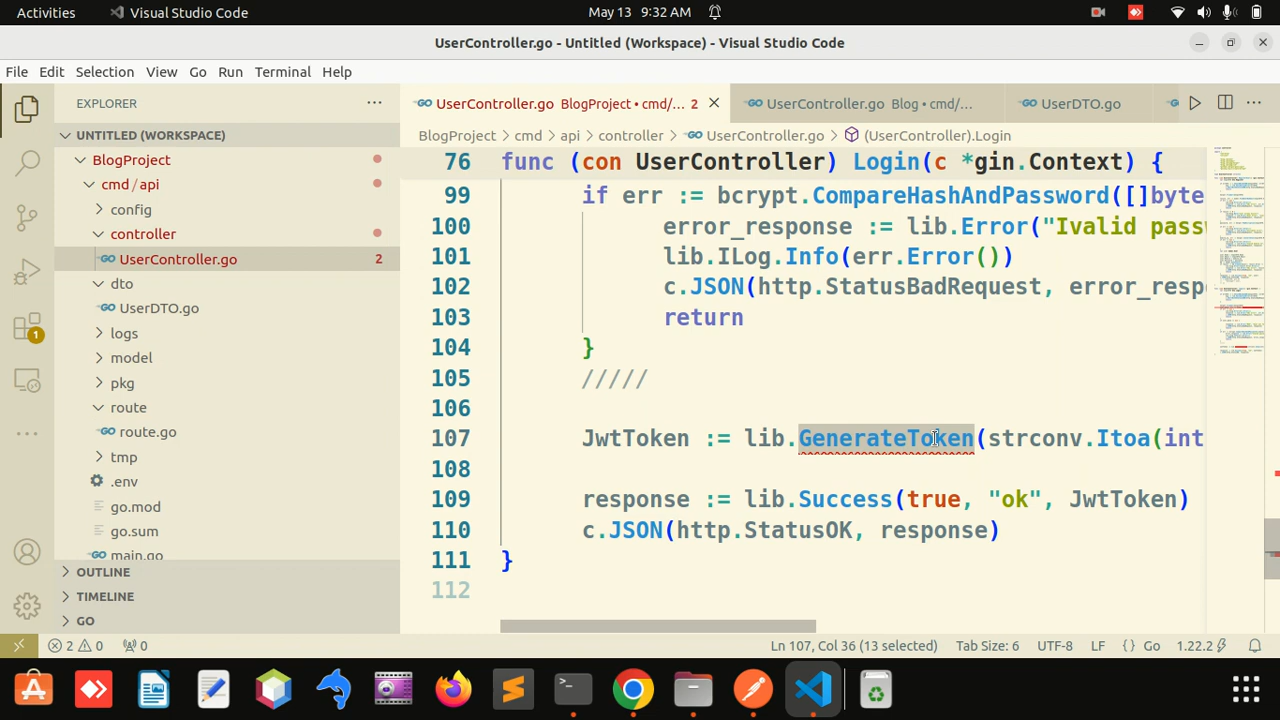 Activities
Visual Studio Code
May 13 9:32 AM
UserController.go - Untitled (Workspace) - Visual Studio Code
File Edit Selection View Go Run Terminal Help
EXPLORER
UserController.go BlogProject • cmd/... 2
UserController.go Blog • cmd/...
UserDTO.go
UNTITLED (WORKSPACE)
BlogProject
cmd / api
config
controller
UserController.go 2
dto
UserDTO.go
logs
model
pkg
route
route.go
tmp
.env
go.mod
go.sum
main.go
OUTLINE
TIMELINE
GO
1
BlogProject > cmd > api > controller > UserController.go > (UserController).Login
76 func (con UserController) Login(c *gin.Context) {
99 if err := bcrypt.CompareHashAndPassword([]byte
100 error_response := lib.Error("Ivalid passw
101 lib.ILog.Info(err.Error())
102 c.JSON(http.StatusBadRequest, error_resp
103 return
104 }
105 /////
106
107 JwtToken := lib.GenerateToken(strconv.Itoa(int
108
109 response := lib.Success(true, "ok", JwtToken)
110 c.JSON(http.StatusOK, response)
111 }
112
2 0 0
Ln 107, Col 36 (13 selected) Tab Size: 6 UTF-8 LF {} Go 1.22.2